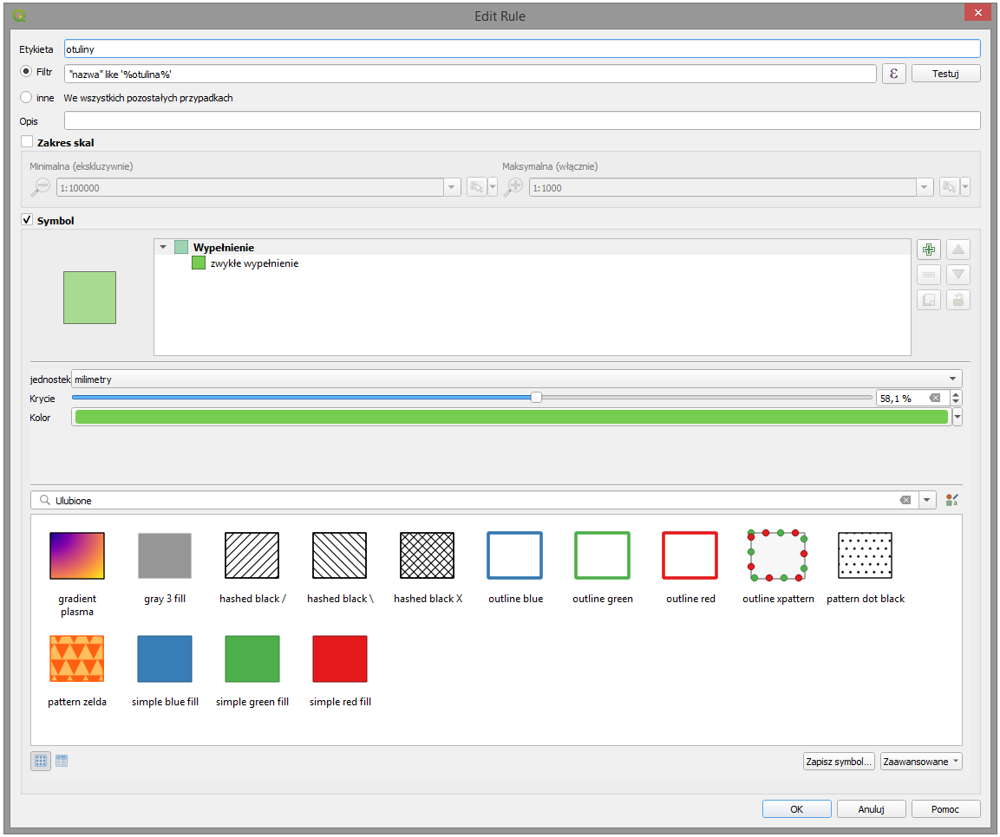 Edit Rule
Etykieta otuliny
Filtr "nazwa" like '%otulina%' ε Testuj
inne We wszystkich pozostałych przypadkach
Opis
Zakres skal
Minimalna (ekskluzywnie) Maksymalna (włącznie)
1:100000 1:1000
Symbol
Wypełnienie
zwykłe wypełnienie
jednostek milimetry
Krycie 58,1 %
Kolor
Ulubione
gradient plasma
gray 3 fill
hashed black /
hashed black \
hashed black X
outline blue
outline green
outline red
outline xpattern
pattern dot black
pattern zelda
simple blue fill
simple green fill
simple red fill
Zapisz symbol... Zaawansowane
OK Anuluj Pomoc